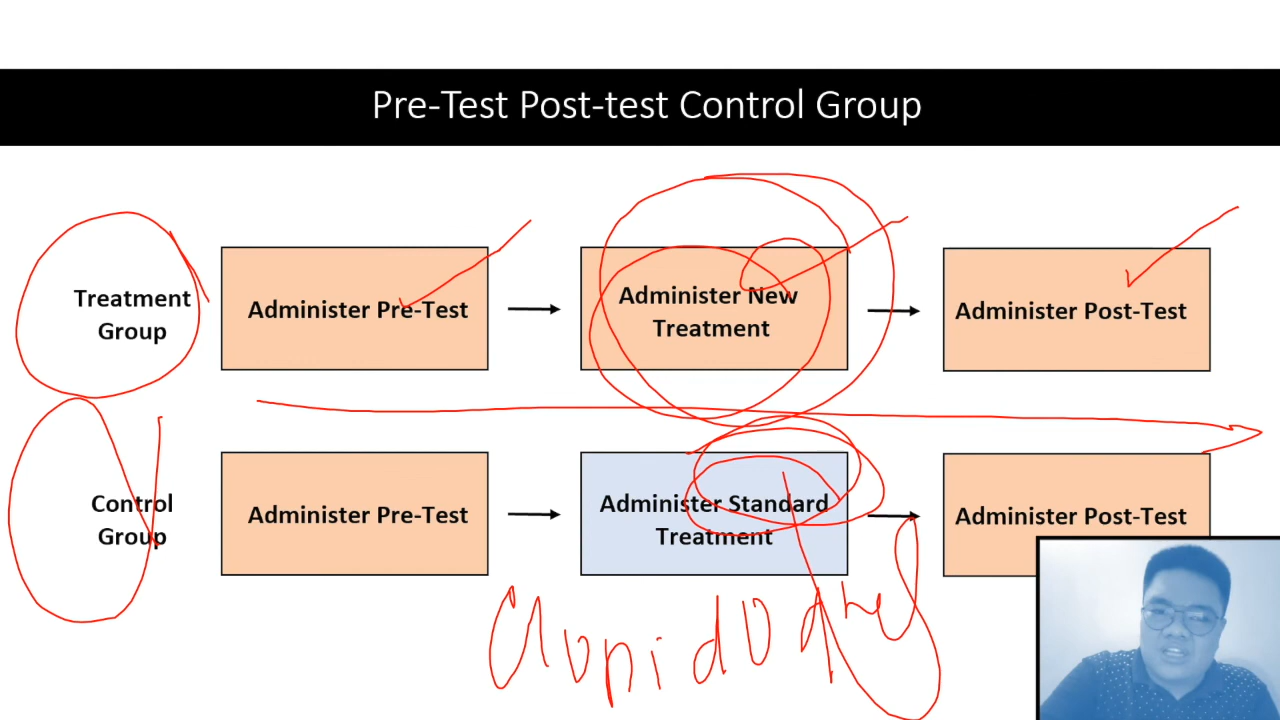 Pre-Test Post-test Control Group
Treatment
Group
Administer Pre-Test
Administer New
Treatment
Administer Post-Test
Control
Group
Administer Pre-Test
Administer Standard
Treatment
Administer Post-Test